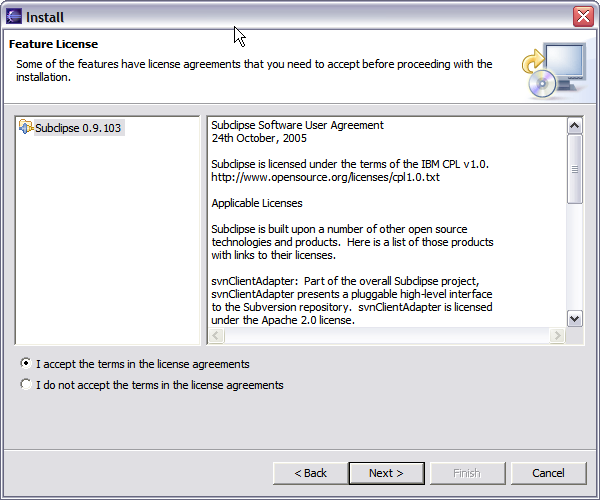 Install
Feature License
Some of the features have license agreements that you need to accept before proceeding with the
installation.
Subclipse 0.9.103
Subclipse Software User Agreement
24th October, 2005
Subclipse is licensed under the terms of the IBM CPL v1.0.
http://www.opensource.org/licenses/cpl1.0.txt
Applicable Licenses
Subclipse is built upon a number of other open source
technologies and products.  Here is a list of those products
with links to their licenses.
svnClientAdapter:  Part of the overall Subclipse project,
svnClientAdapter presents a pluggable high-level interface
to the Subversion repository.  svnClientAdapter is licensed
under the Apache 2.0 license.
I accept the terms in the license agreements
I do not accept the terms in the license agreements
< Back
Next >
Finish
Cancel